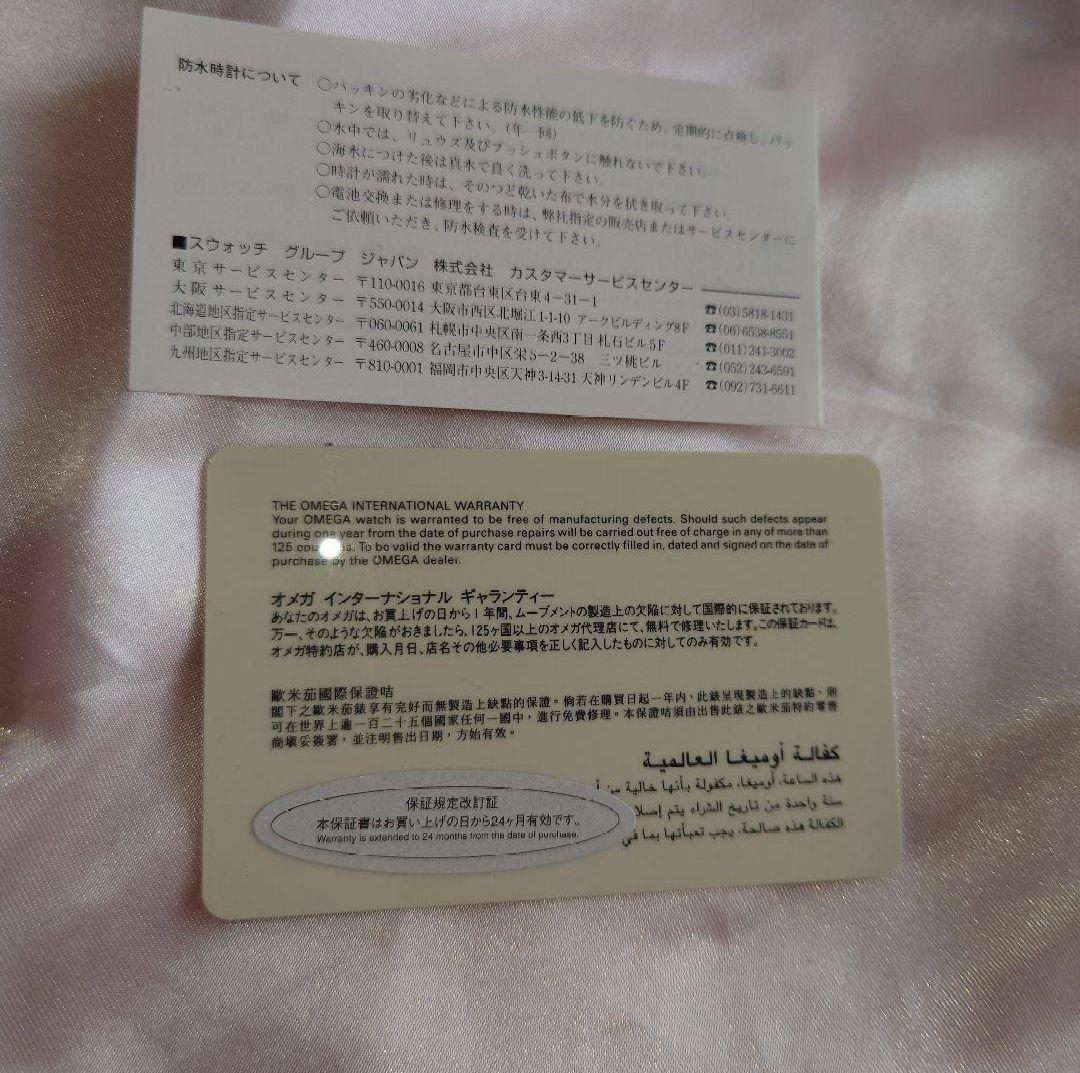 防水時計について
○パッキンの劣化などによる防水性能の低下を防ぐため、定期的に点検し、パッ
キンを取り替えて下さい。(年一回)
○水中では、リュウズ及びプッシュボタンに触れないで下さい。
○海水につけた後は真水で良く洗って下さい。
○時計が濡れた時は、そのつど乾いた布で水分を拭き取って下さい。
○電池交換または修理をする時は、弊社指定の販売店またはサービスセンターに
ご依頼いただき、防水検査を受けて下さい。
■スウォッチ グループ ジャパン 株式会社 カスタマーサービスセンター
東京サービスセンター 〒110-0016 東京都台東区台東4-31-1 ☎(03)5818-1431
大阪サービスセンター 〒550-0014 大阪市西区北堀江1-1-10 アークビルディング8F ☎(06)6538-8551
北海道地区指定サービスセンター 〒060-0061 札幌市中央区南一条西3丁目 札石ビル5F ☎(011)241-3002
中部地区指定サービスセンター 〒460-0008 名古屋市中区栄5-2-38 三ツ桃ビル ☎(052)243-6591
九州地区指定サービスセンター 〒810-0001 福岡市中央区天神3-14-31 天神リンデンビル4F ☎(092)731-6611
THE OMEGA INTERNATIONAL WARRANTY
Your OMEGA watch is warranted to be free of manufacturing defects. Should such defects appear
during one year from the date of purchase repairs will be carried out free of charge in any of more than
125 To be valid the warranty card must be correctly filled in, dated and signed on the date of
purchase by the OMEGA dealer.
オメガ インターナショナル ギャランティー
あなたのオメガは、お買上げの日から1年間、ムーブメントの製造上の欠陥に対して国際的に保証されております。
万一、そのような欠陥がおきましたら、125ヶ国以上のオメガ代理店にて、無料で修理いたします。この保証カードは、
オメガ特約店が、購入月日、店名その他必要事項を正しく記入したものに対してのみ有効です。
歐米茄國際保證咭
閣下之歐米茄錶享有完好而無製造上缺點的保證。倘若在購買日起一年内，此錶呈現製造上的缺點，則
可在世界上逾一百二十五個國家任何一國中，進行免費修理。本保證咭須由出售此錶之歐米茄特約零售
商塡妥簽署，並注明售出日期，方始有效。
كفالة أوميغا العالمية
هذه الساعة، أوميغا، مكفولة بأنها خالية من
سنة واحدة من تاريخ الشراء يتم
الكفالة هذه صالحة، يجب تعبأتها بما في
保証規定改訂証
本保証書はお買い上げの日から24ヶ月有効です。
Warranty is extended to 24 months from the date of purchase.